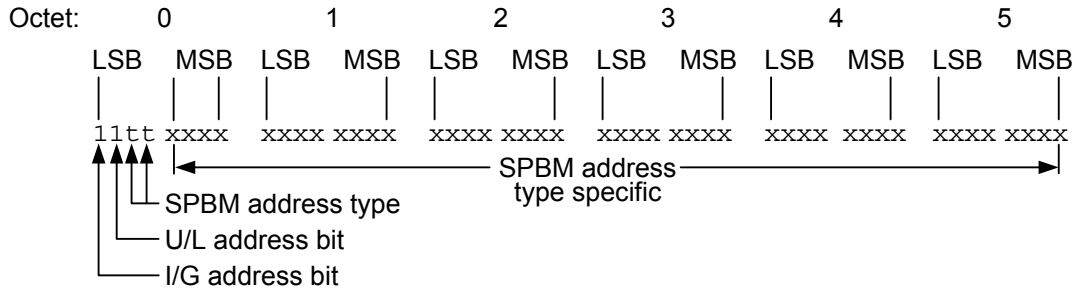 Octet: 0 1 2 3 4 5
LSB MSB LSB MSB LSB MSB LSB MSB LSB MSB LSB MSB
11tt xxxx xxxx xxxx xxxx xxxx xxxx xxxx xxxx xxxx xxxx xxxx
SPBM address
type specific
SPBM address type
U/L address bit
I/G address bit